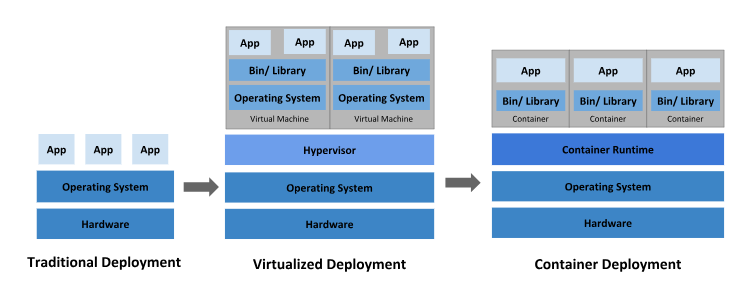 App
App
App
Operating System
Hardware
Traditional Deployment
App
App
Bin/ Library
Operating System
Virtual Machine
App
App
Bin/ Library
Operating System
Virtual Machine
Hypervisor
Operating System
Hardware
Virtualized Deployment
App
Bin/ Library
Container
App
Bin/ Library
Container
App
Bin/ Library
Container
Container Runtime
Operating System
Hardware
Container Deployment